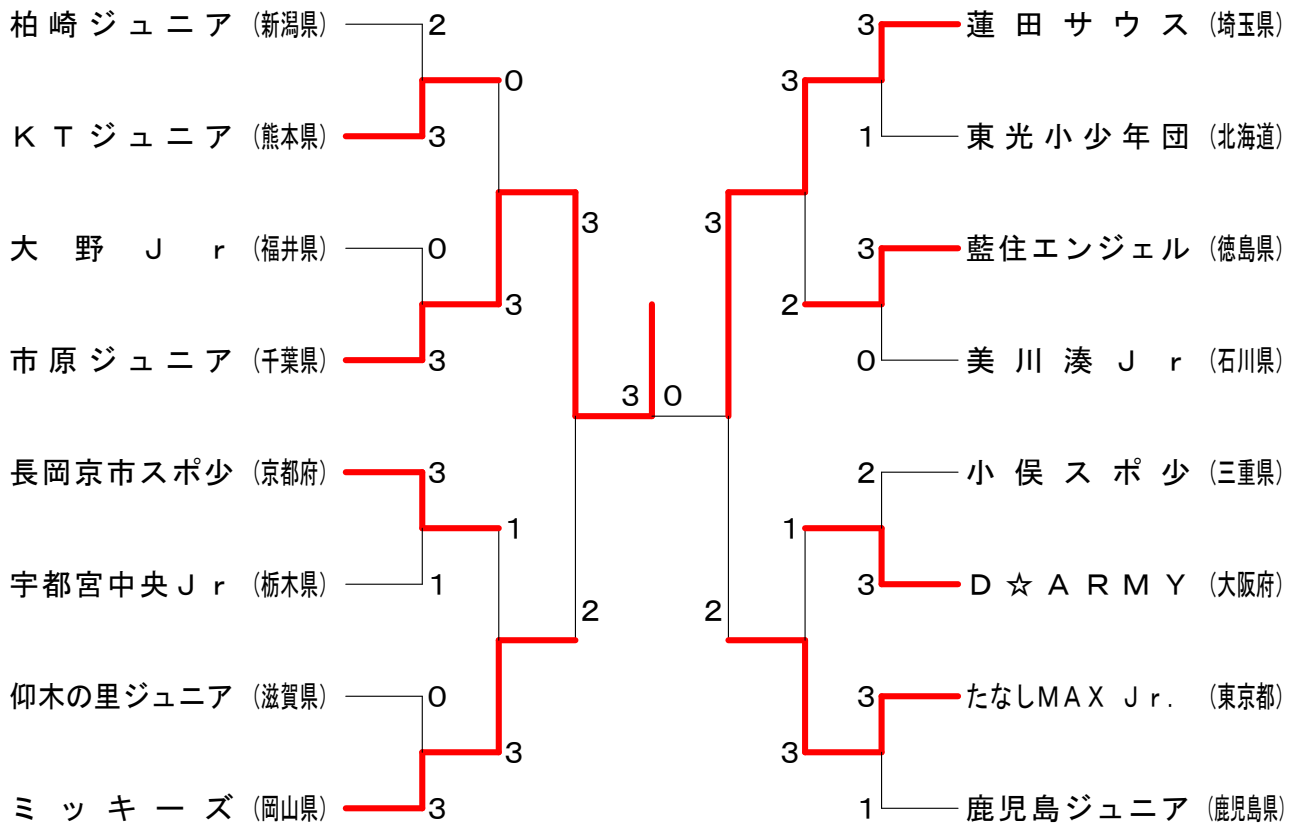 柏崎ジュニア (新潟県) 2 3 蓮田サウス (埼玉県)
0 3
KTジュニア (熊本県) 3 1 東光小少年団 (北海道)
3 3
大野Jr (福井県) 0 3 藍住エンジェル (徳島県)
3 2
市原ジュニア (千葉県) 3 0 美川湊Jr (石川県)
3 0
長岡京市スポ少 (京都府) 3 2 小俣スポ少 (三重県)
1 1
宇都宮中央Jr (栃木県) 1 3 D☆ARMY (大阪府)
2 2
仰木の里ジュニア (滋賀県) 0 3 たなしMAX Jr. (東京都)
3 3
ミッキーズ (岡山県) 3 1 鹿児島ジュニア (鹿児島県)